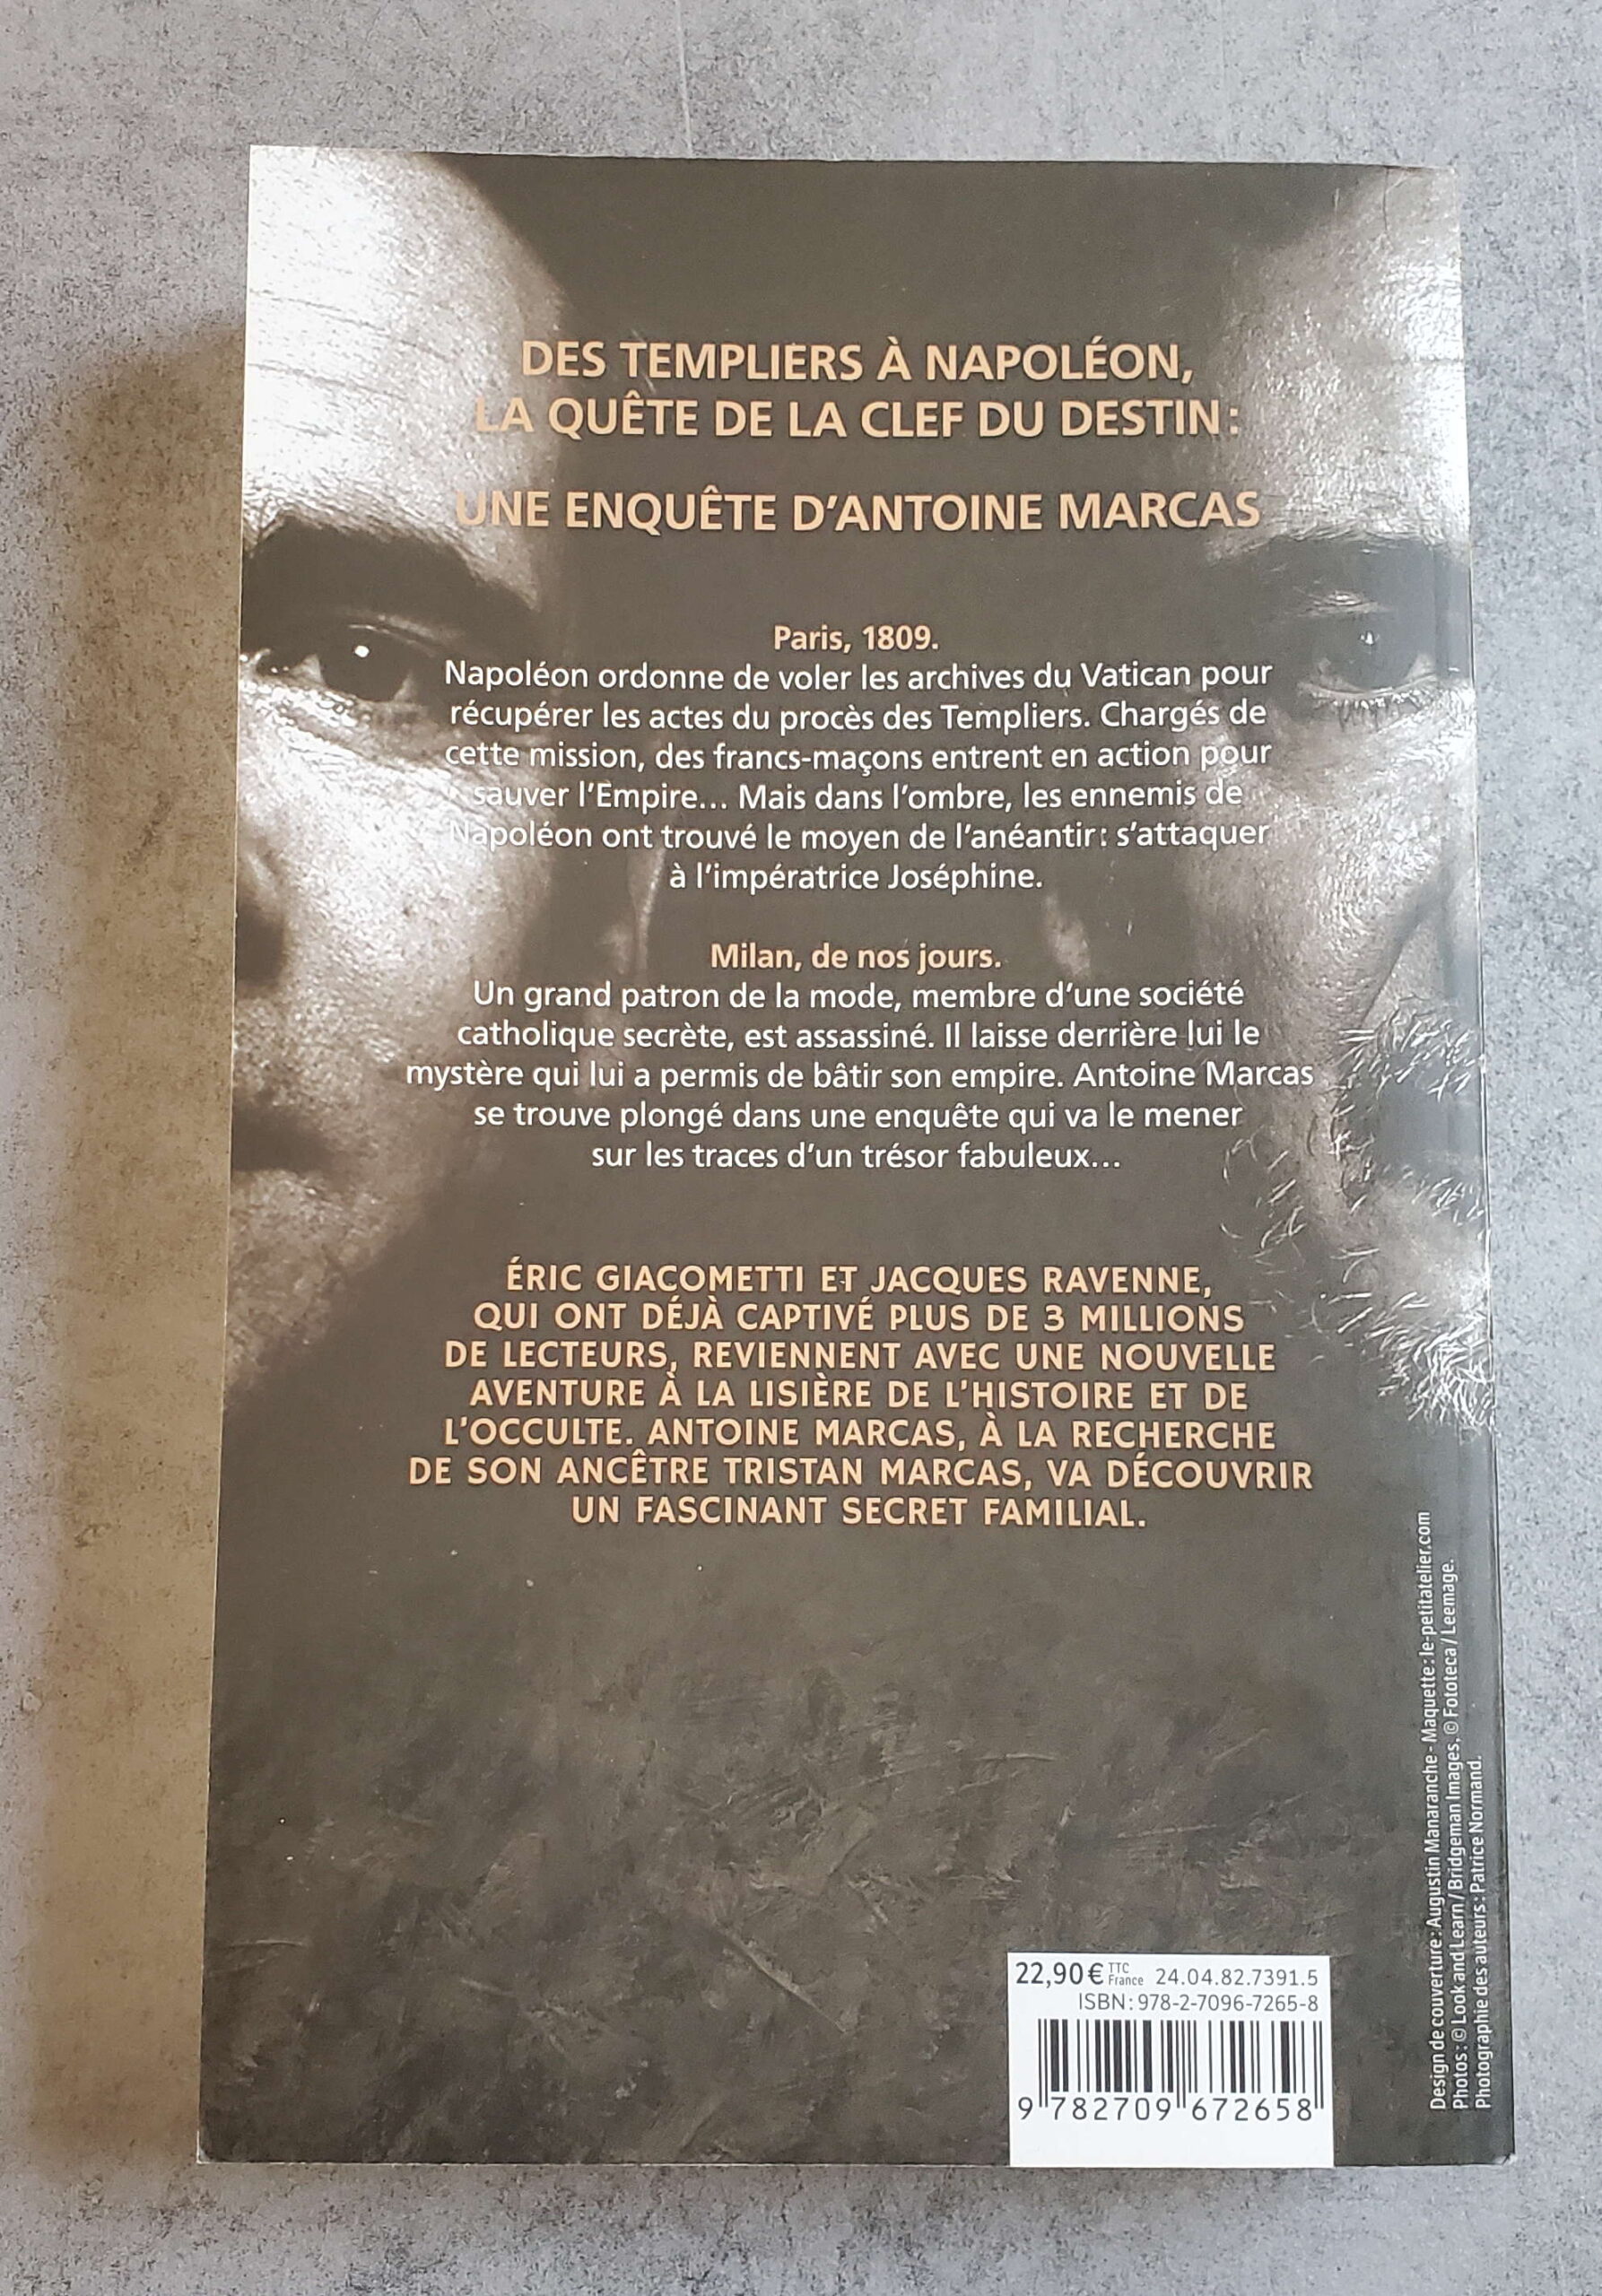 DES TEMPLIERS À NAPOLÉON,
LA QUÊTE DE LA CLEF DU DESTIN :
UNE ENQUÊTE D'ANTOINE MARCAS
Paris, 1809.
Napoléon ordonne de voler les archives du Vatican pour
récupérer les actes du procès des Templiers. Chargés de
cette mission, des francs-maçons entrent en action pour
sauver l'Empire… Mais dans l'ombre, les ennemis de
Napoléon ont trouvé le moyen de l'anéantir : s'attaquer
à l'impératrice Joséphine.
Milan, de nos jours.
Un grand patron de la mode, membre d'une société
catholique secrète, est assassiné. Il laisse derrière lui le
mystère qui lui a permis de bâtir son empire. Antoine Marcas
se trouve plongé dans une enquête qui va le mener
sur les traces d'un trésor fabuleux…
ÉRIC GIACOMETTI ET JACQUES RAVENNE,
QUI ONT DÉJÀ CAPTIVÉ PLUS DE 3 MILLIONS
DE LECTEURS, REVIENNENT AVEC UNE NOUVELLE
AVENTURE À LA LISIÈRE DE L'HISTOIRE ET DE
L'OCCULTE. ANTOINE MARCAS, À LA RECHERCHE
DE SON ANCÊTRE TRISTAN MARCAS, VA DÉCOUVRIR
UN FASCINANT SECRET FAMILIAL.
22,90 € TTC France 24.04.82.7391.5
ISBN : 978-2-7096-7265-8
9 782709 672658
Design de couverture : Augustin Manaranche - Maquette : le-petitatelier.com
Photos : © Look and Learn / Bridgeman Images. © Fototeca / Leemage.
Photographie des auteurs : Patrice Normand.